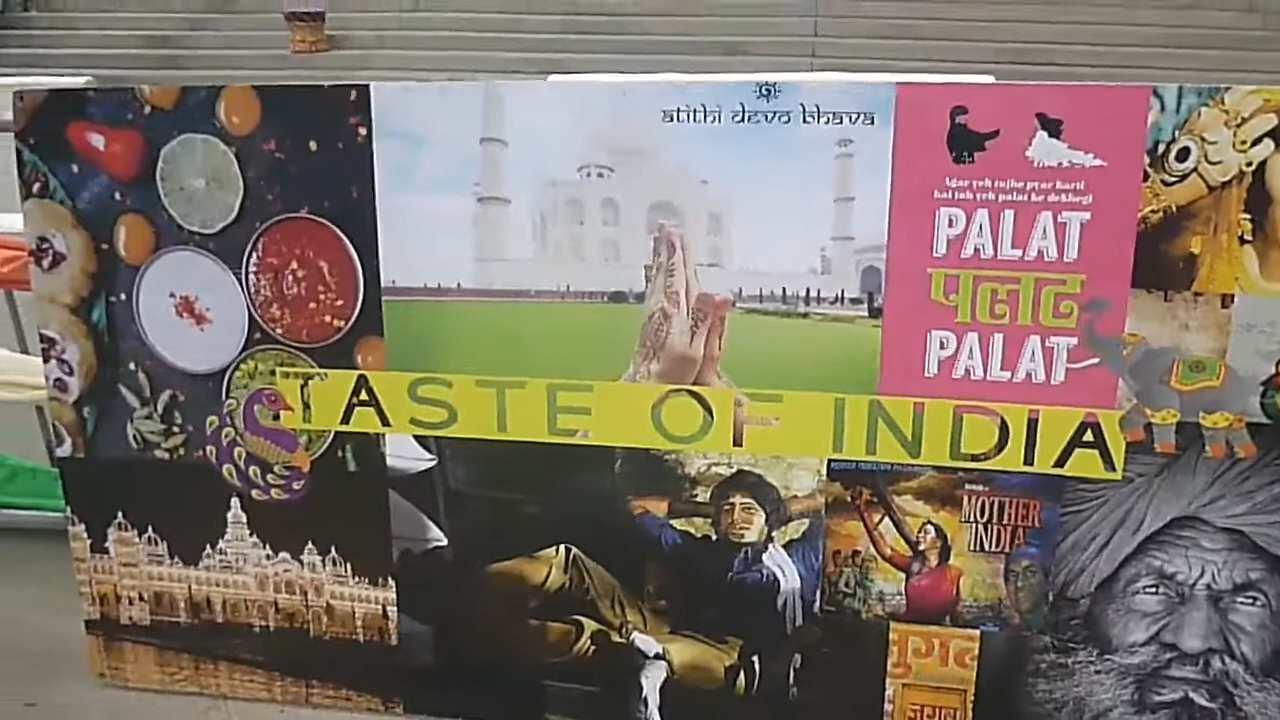 atithi devo bhava
Agar yeh tujhe pyar karti
hai toh yeh palat ke dekhegi
PALAT
पलट
PALAT
TASTE OF INDIA
MOTHER
INDIA
जुगाड़